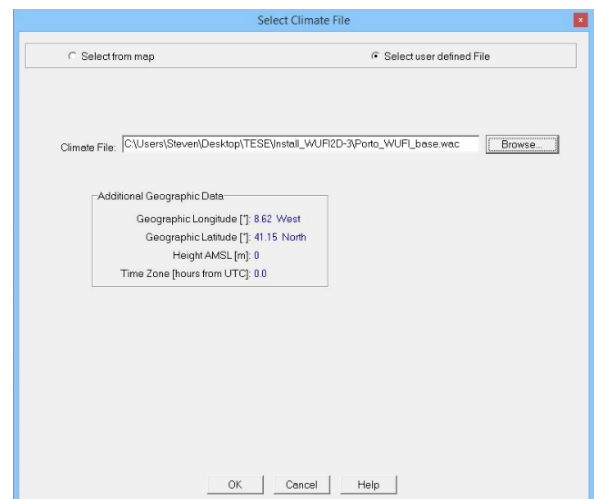 Select Climate File
x
Select from map
Select user defined File
Climate File: C:\Users\Steven\Desktop\TESE\Install_WUFI2D-3\Porto_WUFI_base.wac Browse...
Additional Geographic Data
Geographic Longitude [°]: 8.62 West
Geographic Latitude [°]: 41.15 North
Height AMSL [m]: 0
Time Zone [hours from UTC]: 0.0
OK Cancel Help